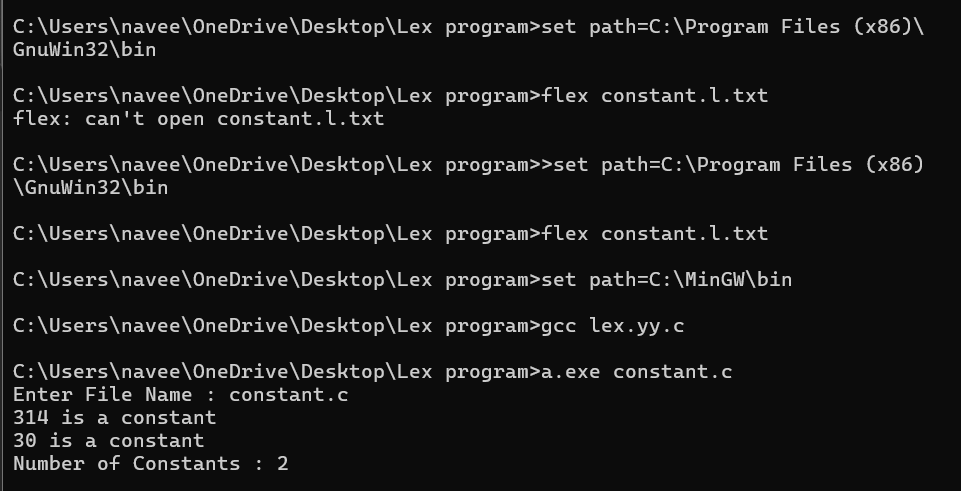 C:\Users\navee\OneDrive\Desktop\Lex program>set path=C:\Program Files (x86)\
GnuWin32\bin
C:\Users\navee\OneDrive\Desktop\Lex program>flex constant.l.txt
flex: can't open constant.l.txt
C:\Users\navee\OneDrive\Desktop\Lex program>>set path=C:\Program Files (x86)
\GnuWin32\bin
C:\Users\navee\OneDrive\Desktop\Lex program>flex constant.l.txt
C:\Users\navee\OneDrive\Desktop\Lex program>set path=C:\MinGW\bin
C:\Users\navee\OneDrive\Desktop\Lex program>gcc lex.yy.c
C:\Users\navee\OneDrive\Desktop\Lex program>a.exe constant.c
Enter File Name : constant.c
314 is a constant
30 is a constant
Number of Constants : 2